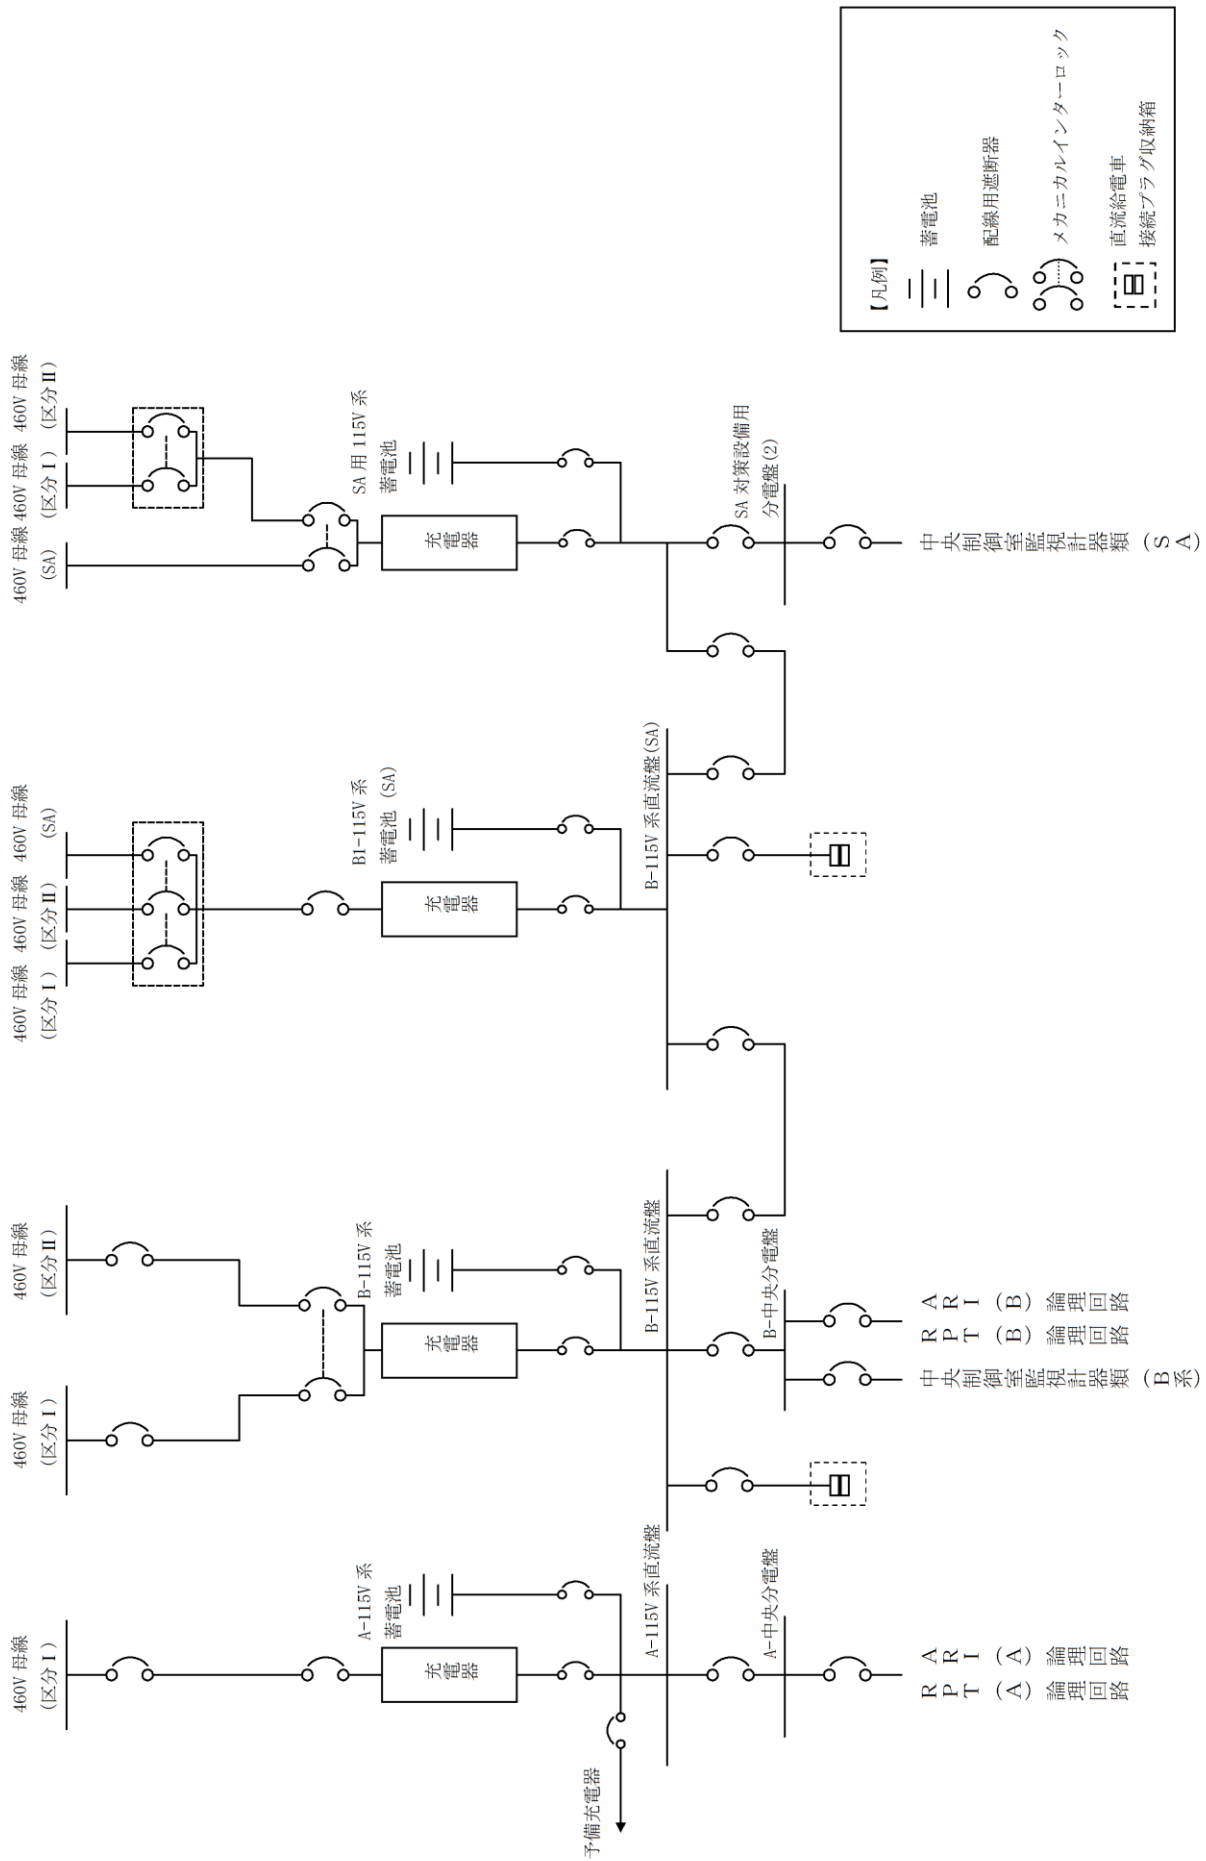 460V 母線
(区分Ⅰ)
460V 母線
(区分Ⅰ)
460V 母線
(区分Ⅱ)
460V 母線
(区分Ⅰ)
460V 母線
(区分Ⅱ)
460V 母線
(SA)
460V 母線
(SA)
460V 母線
(区分Ⅰ)
460V 母線
(区分Ⅱ)
A-115V 系
蓄電池
充電器
B-115V 系
蓄電池
充電器
B1-115V 系
蓄電池 (SA)
充電器
SA 用 115V 系
蓄電池
充電器
予備充電器
A-115V 系直流盤
B-115V 系直流盤
B-115V 系直流盤(SA)
A-中央分電盤
B-中央分電盤
SA 対策設備用
分電盤(2)
RPT(A)論理回路
ARI(A)論理回路
中央制御室監視計器類(B系)
RPT(B)論理回路
ARI(B)論理回路
中央制御室監視計器類(SA)
【凡例】
蓄電池
配線用遮断器
メカニカルインターロック
直流給電車
接続プラグ収納箱